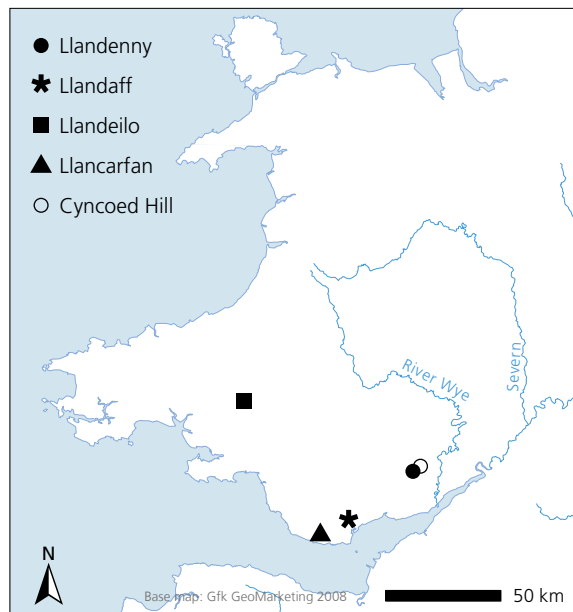 Llandenny
Llandaff
Llandeilo
Llancarfan
Cyncoed Hill
River Wye
Severn
N
Base map: Gfk GeoMarketing 2008
50 km